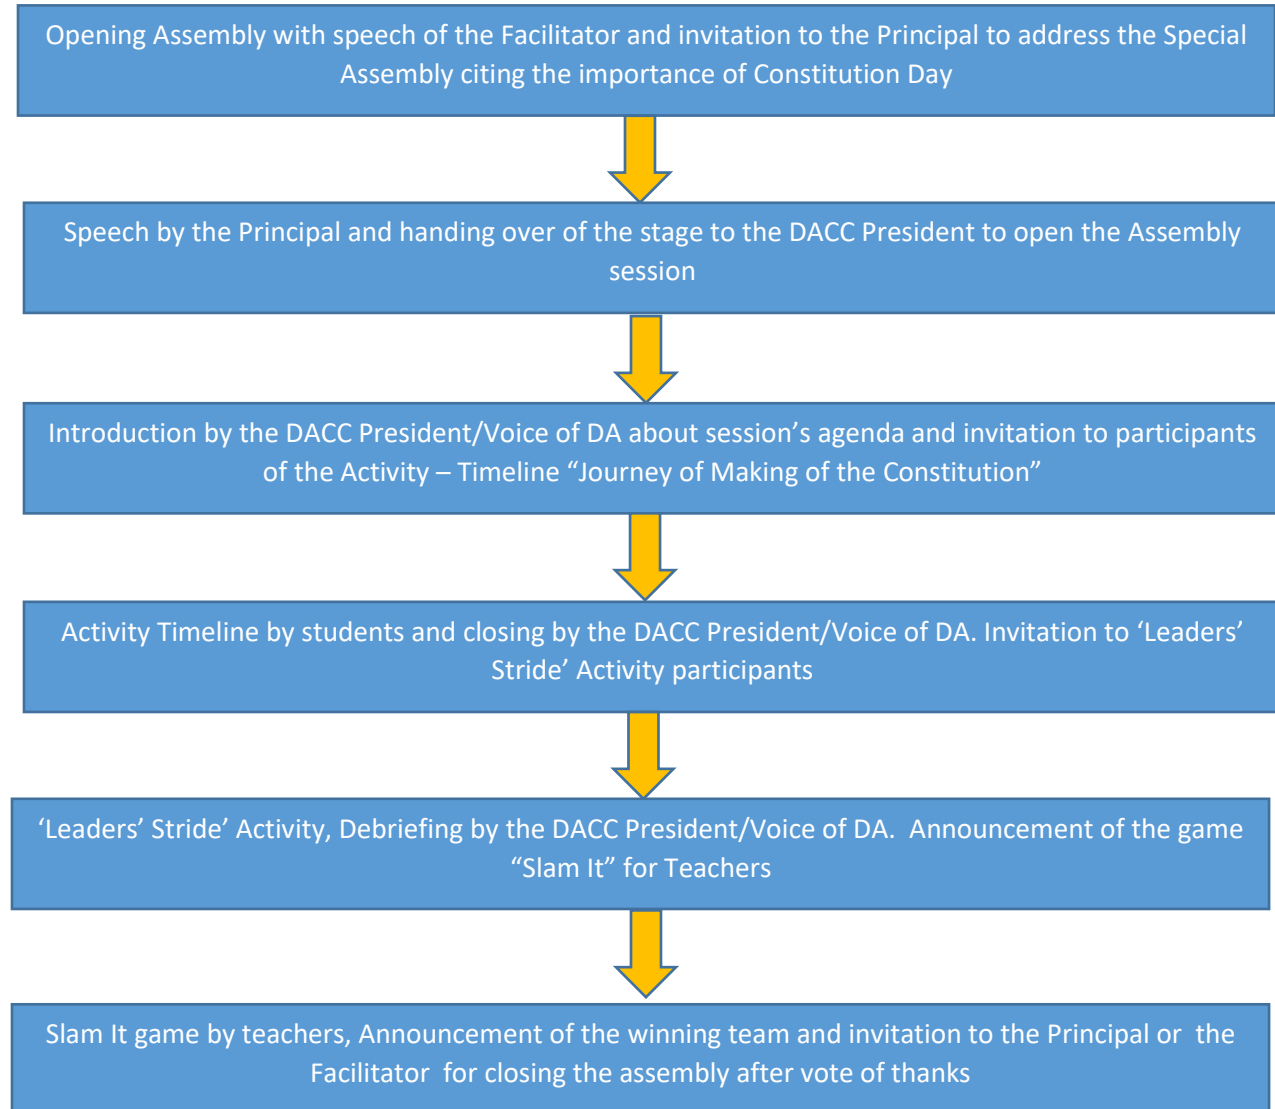 Opening Assembly with speech of the Facilitator and invitation to the Principal to address the Special
Assembly citing the importance of Constitution Day
Speech by the Principal and handing over of the stage to the DACC President to open the Assembly
session
Introduction by the DACC President/Voice of DA about session’s agenda and invitation to participants
of the Activity – Timeline “Journey of Making of the Constitution”
Activity Timeline by students and closing by the DACC President/Voice of DA. Invitation to ‘Leaders’
Stride’ Activity participants
‘Leaders’ Stride’ Activity, Debriefing by the DACC President/Voice of DA.  Announcement of the game
“Slam It” for Teachers
Slam It game by teachers, Announcement of the winning team and invitation to the Principal or  the
Facilitator  for closing the assembly after vote of thanks